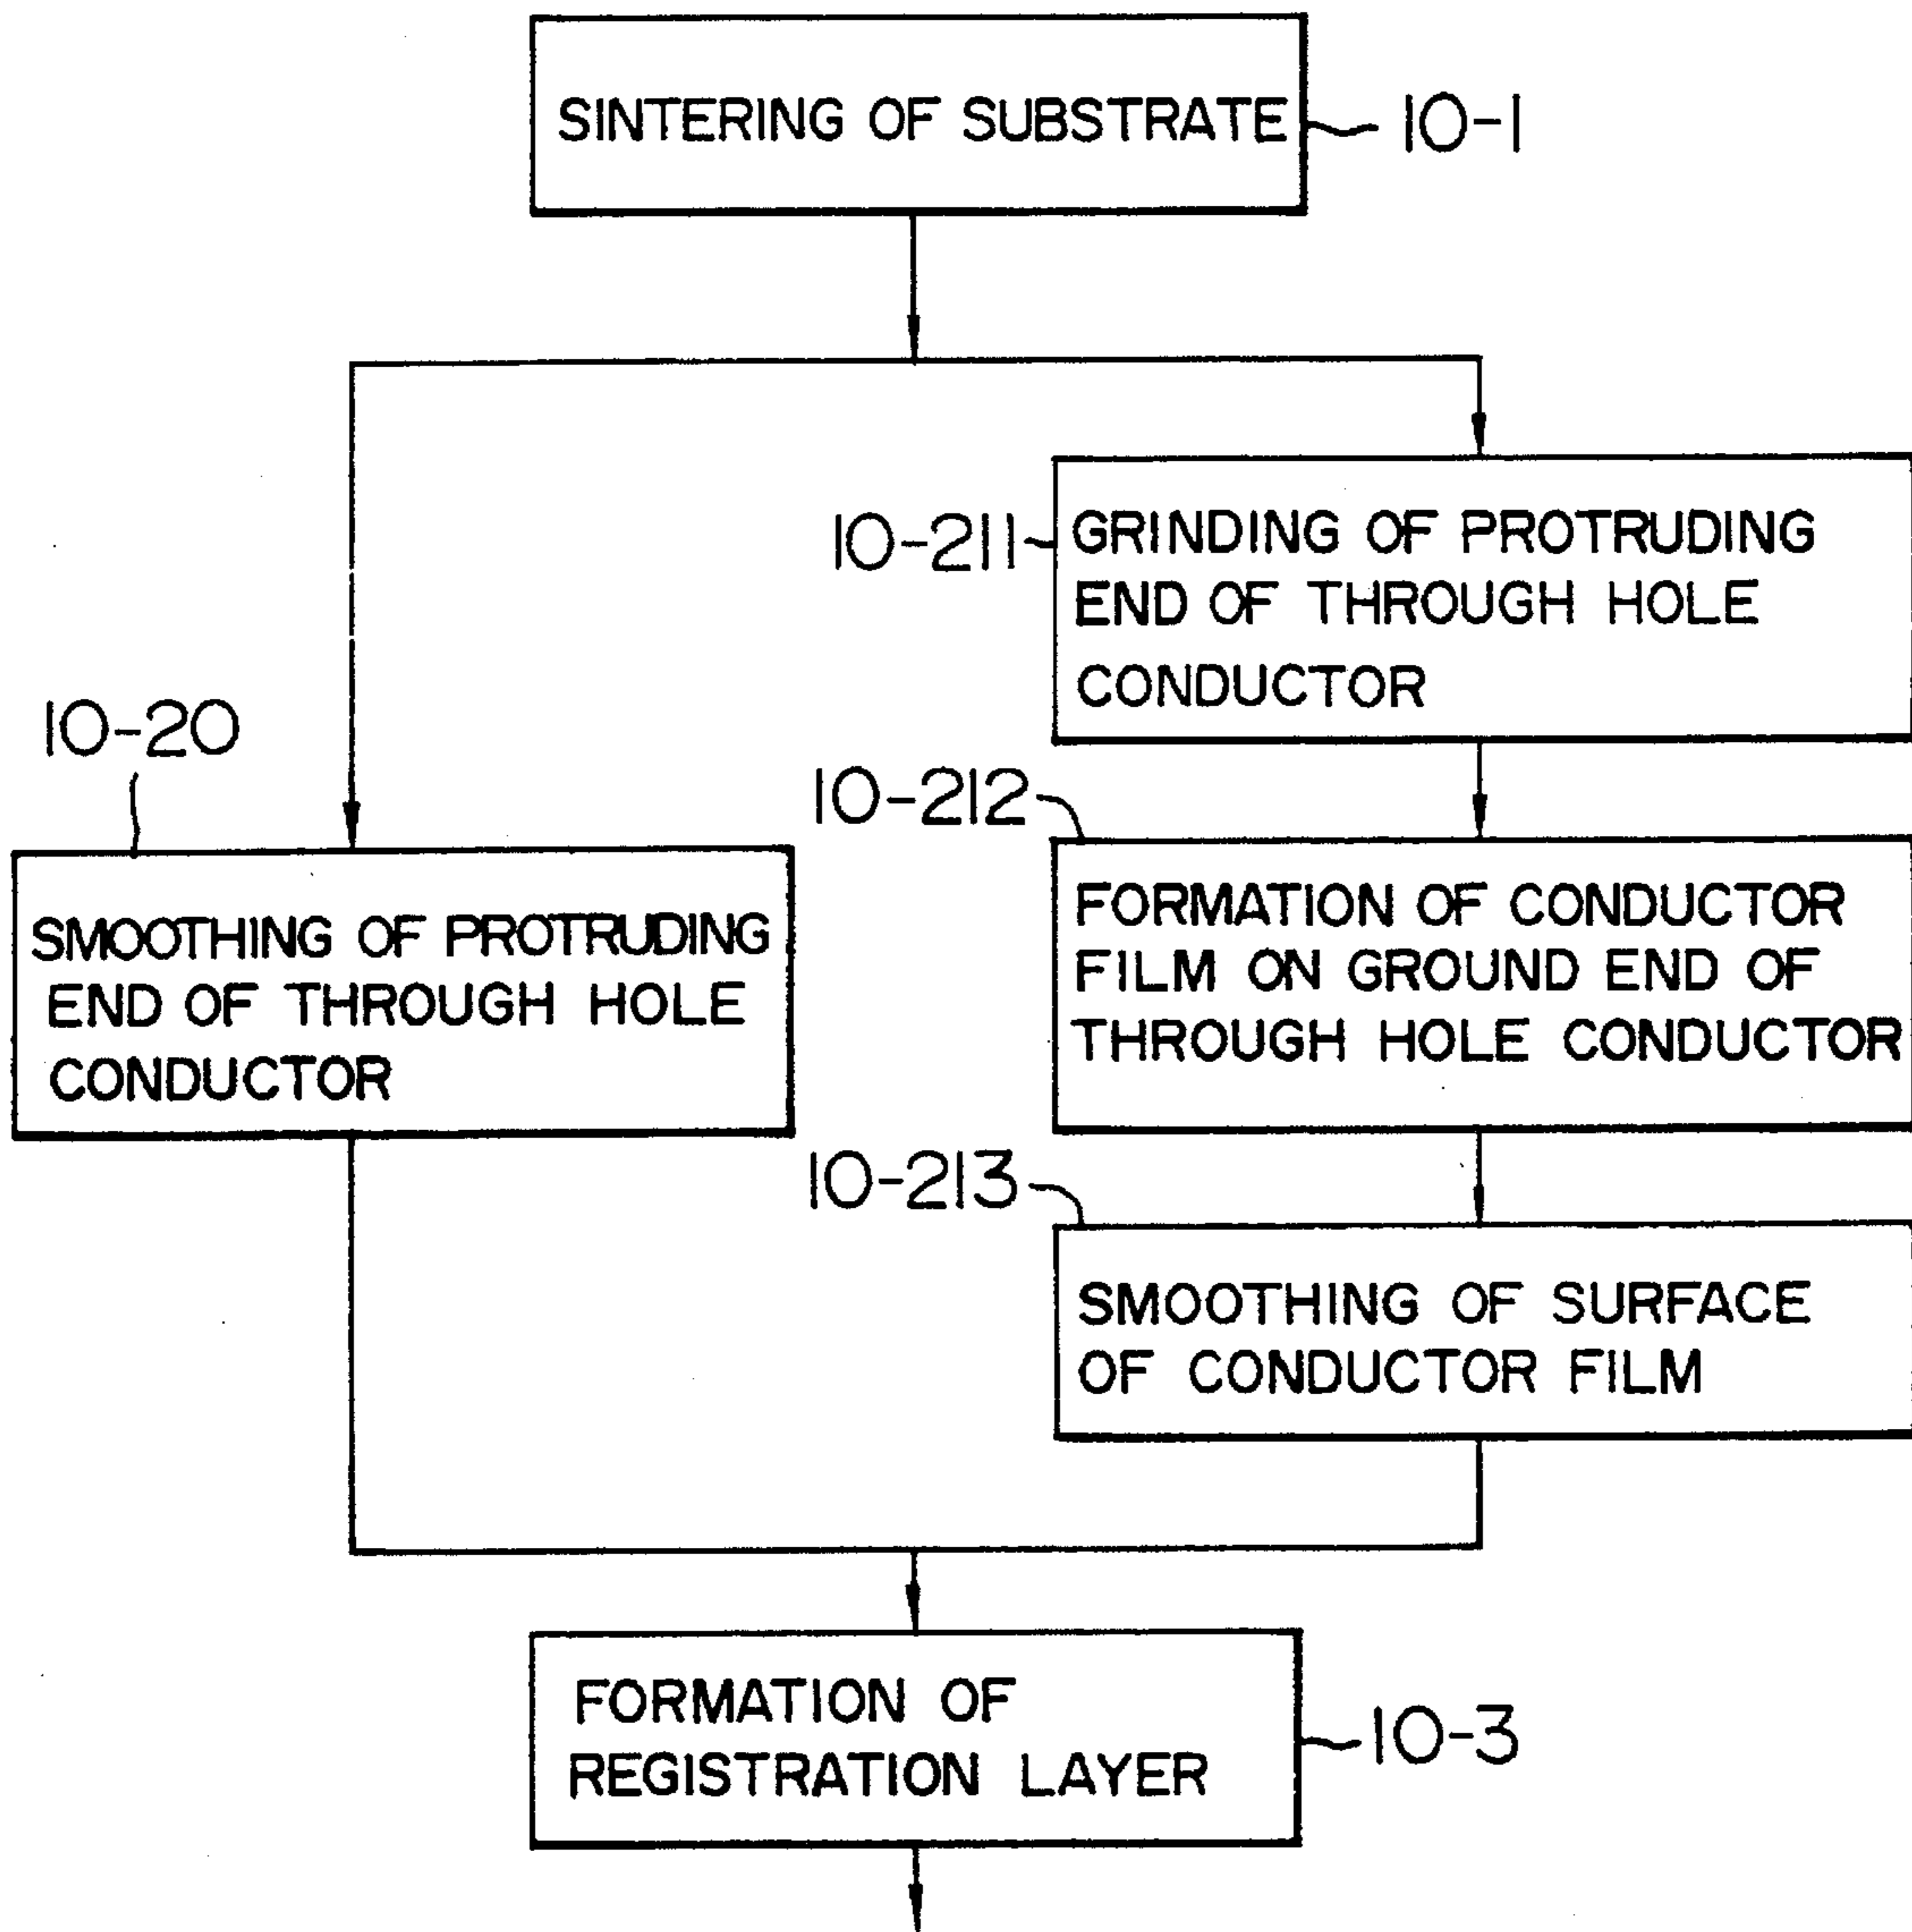 SINTERING OF SUBSTRATE
10-1
10-211
GRINDING OF PROTRUDING
END OF THROUGH HOLE
CONDUCTOR
10-20
SMOOTHING OF PROTRUDING
END OF THROUGH HOLE
CONDUCTOR
10-212
FORMATION OF CONDUCTOR
FILM ON GROUND END OF
THROUGH HOLE CONDUCTOR
10-213
SMOOTHING OF SURFACE
OF CONDUCTOR FILM
FORMATION OF
REGISTRATION LAYER
10-3